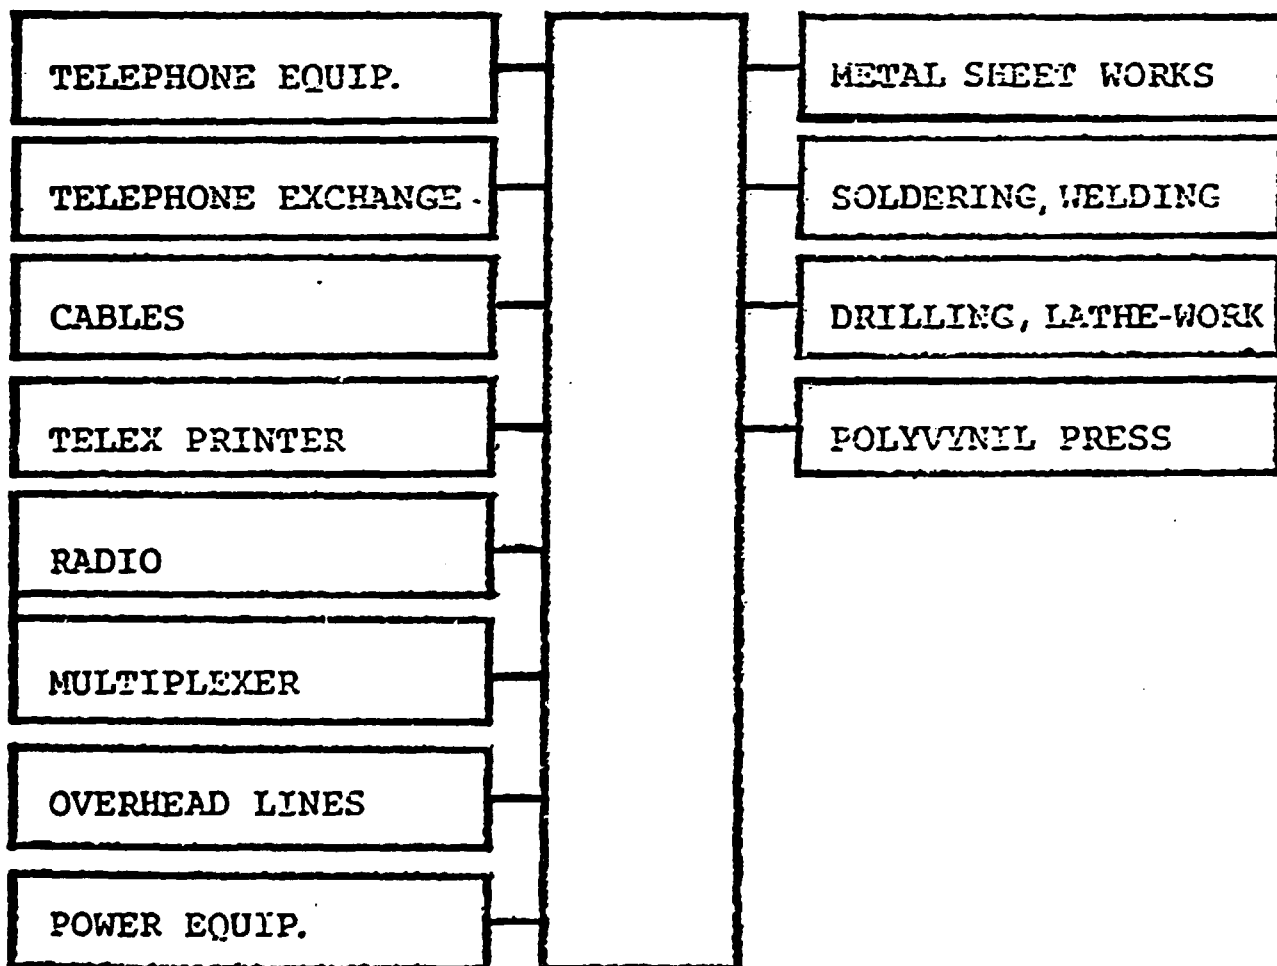 TELEPHONE EQUIP.
TELEPHONE EXCHANGE
CABLES
TELEX PRINTER
RADIO
MULTIPLEXER
OVERHEAD LINES
POWER EQUIP.
METAL SHEET WORKS
SOLDERING, WELDING
DRILLING, LATHE-WORK
POLYVYNIL PRESS